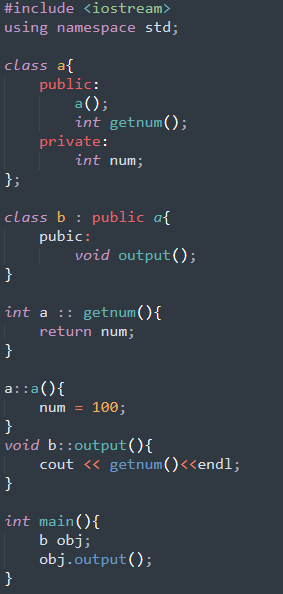 #include <iostream>
using namespace std;
class a{
public:
a();
int getnum();
private:
int num;
};
class b : public a{
pubic:
void output();
}
int a :: getnum(){
return num;
}
a::a(){
num = 100;
}
void b::output(){
cout << getnum()<<endl;
}
int main(){
b obj;
obj.output();
}